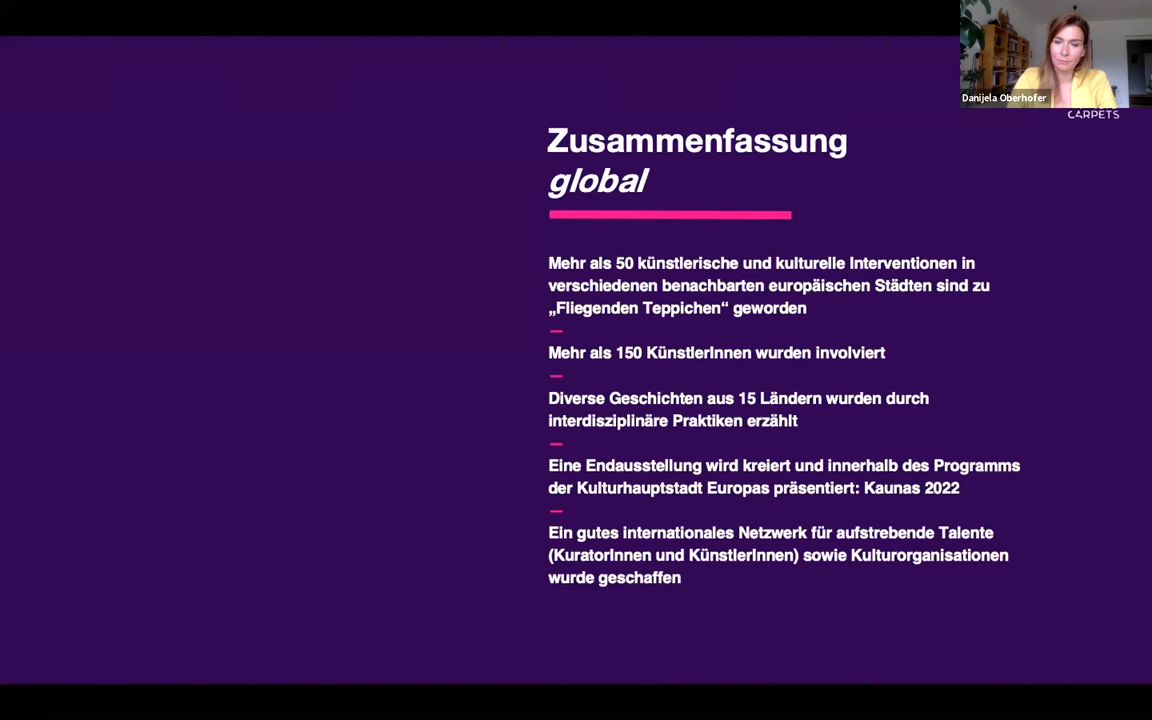 Danijela Oberhofer
CARPETS
Zusammenfassung
global
Mehr als 50 künstlerische und kulturelle Interventionen in
verschiedenen benachbarten europäischen Städten sind zu
„Fliegenden Teppichen“ geworden
—
Mehr als 150 KünstlerInnen wurden involviert
—
Diverse Geschichten aus 15 Ländern wurden durch
interdisziplinäre Praktiken erzählt
—
Eine Endausstellung wird kreiert und innerhalb des Programms
der Kulturhauptstadt Europas präsentiert: Kaunas 2022
—
Ein gutes internationales Netzwerk für aufstrebende Talente
(KuratorInnen und KünstlerInnen) sowie Kulturorganisationen
wurde geschaffen